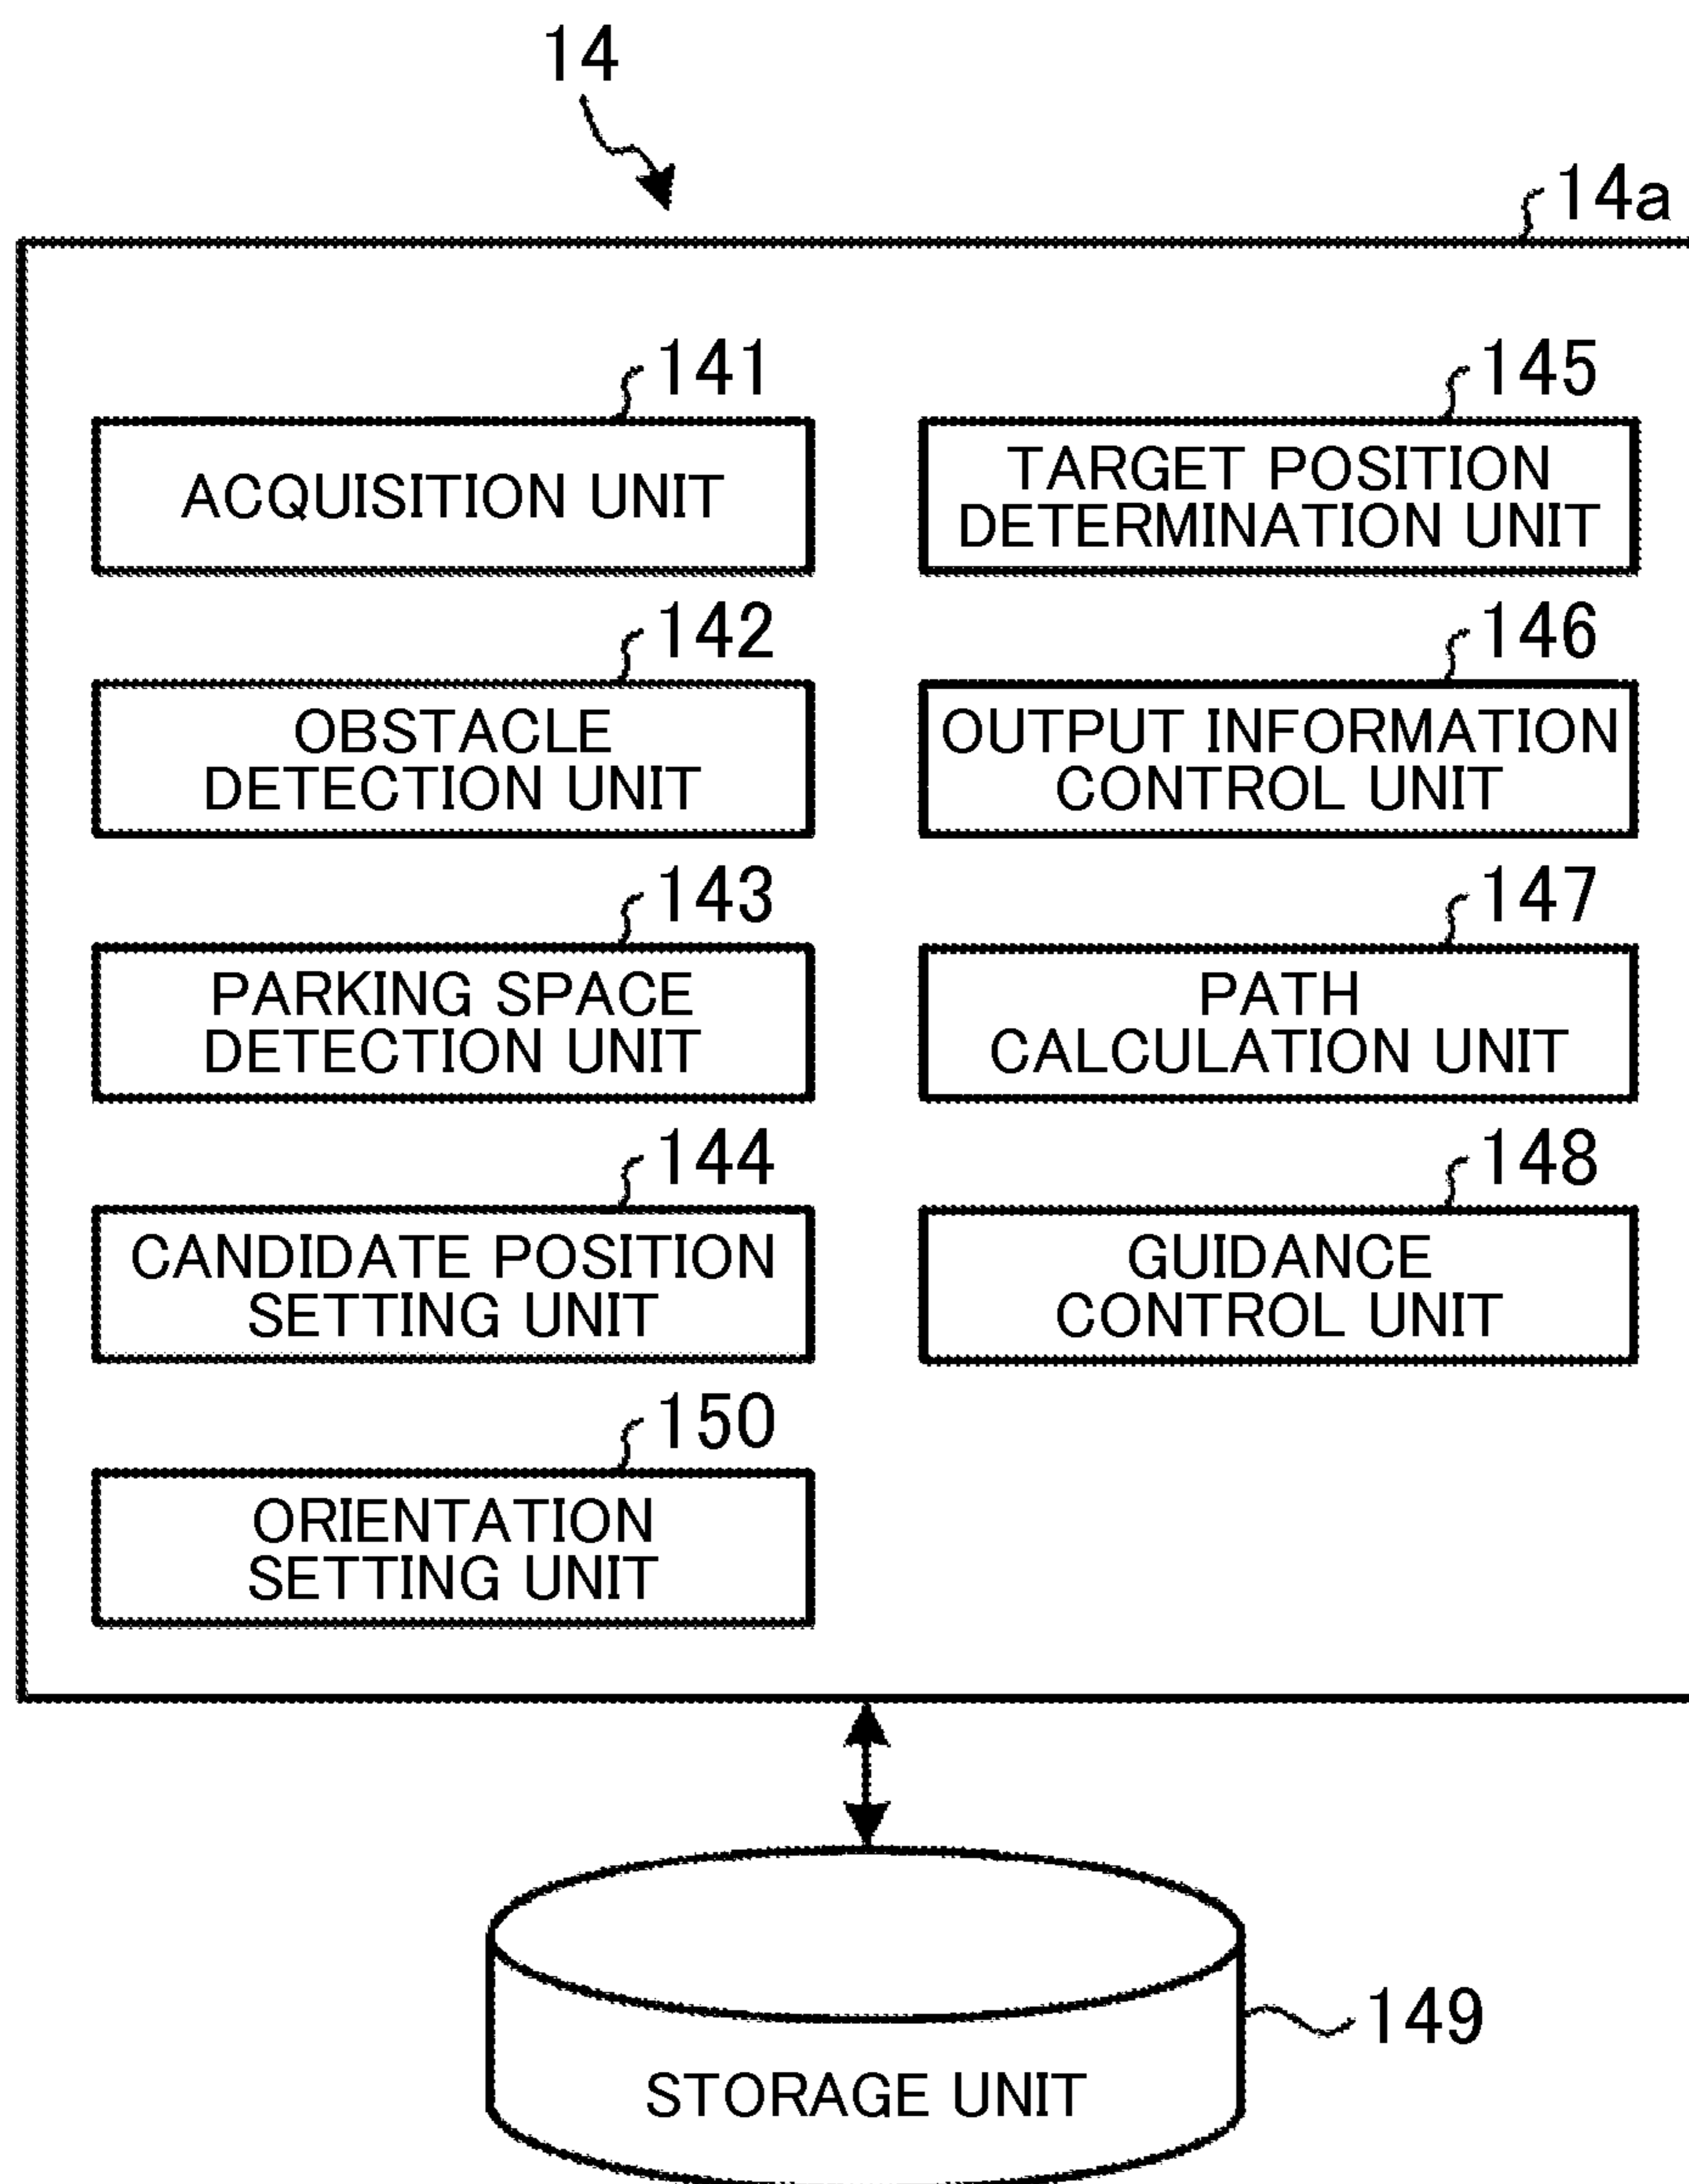 14
14a
141
ACQUISITION UNIT
145
TARGET POSITION
DETERMINATION UNIT
142
OBSTACLE
DETECTION UNIT
146
OUTPUT INFORMATION
CONTROL UNIT
143
PARKING SPACE
DETECTION UNIT
147
PATH
CALCULATION UNIT
144
CANDIDATE POSITION
SETTING UNIT
148
GUIDANCE
CONTROL UNIT
150
ORIENTATION
SETTING UNIT
149
STORAGE UNIT